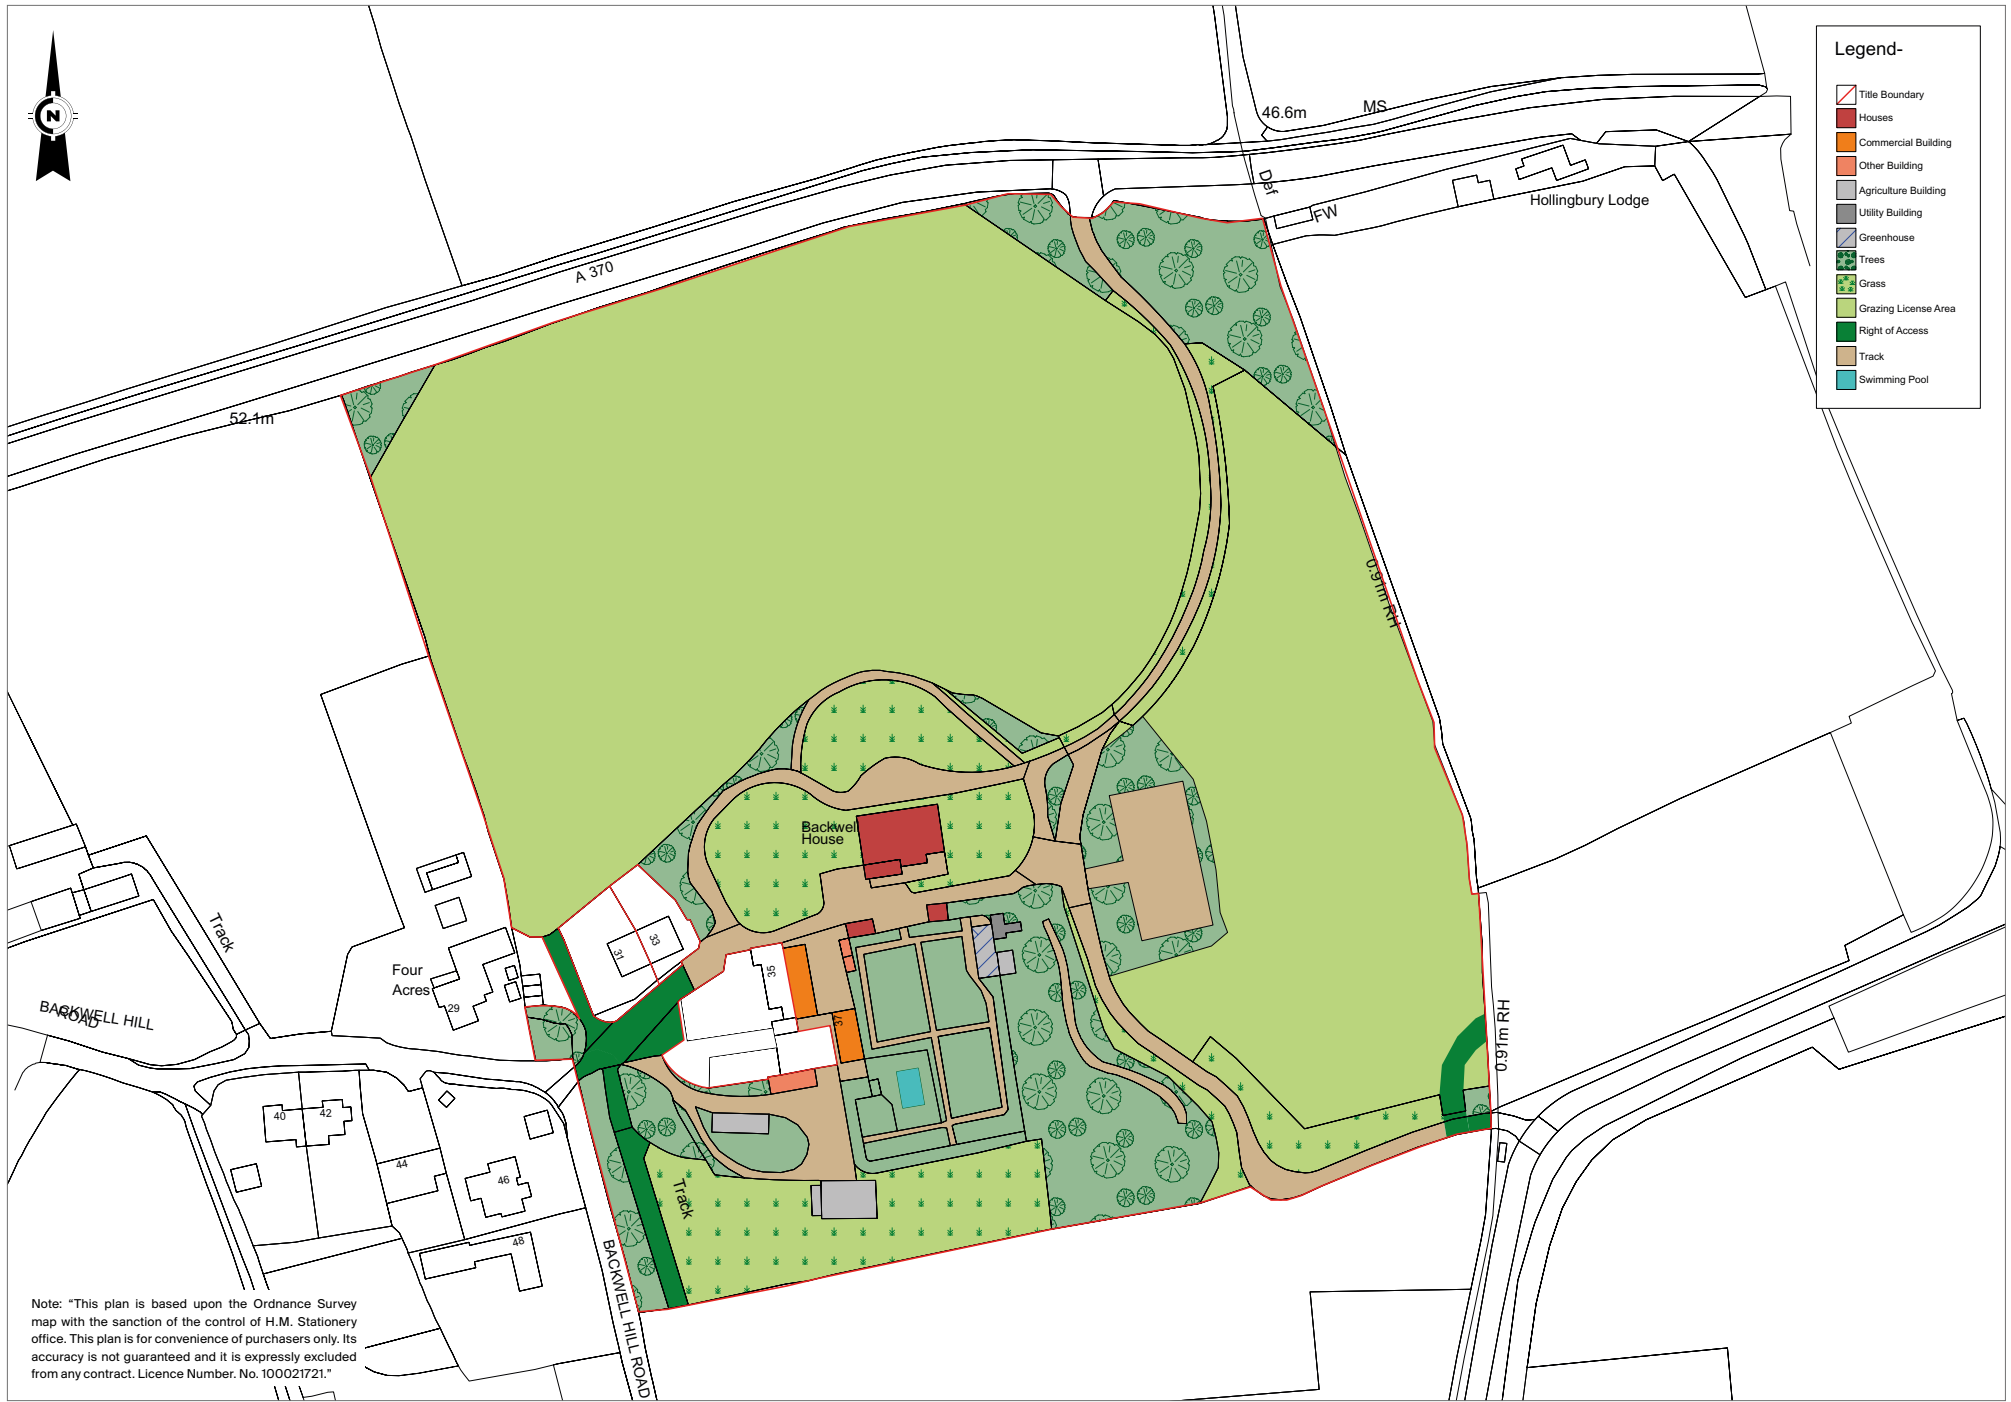 N
Legend-
Title Boundary
Houses
Commercial Building
Other Building
Agriculture Building
Utility Building
Greenhouse
Trees
Grass
Grazing License Area
Right of Access
Track
Swimming Pool
46.6m
MS
Def
FW
Hollingbury Lodge
A 370
52.1m
0.91m RH
Backwell
House
Track
Four
Acres
29
31
33
35
37
BACKWELL HILL
ROAD
0.91m RH
40
42
44
46
48
Track
BACKWELL HILL ROAD
Note: “This plan is based upon the Ordnance Survey
map with the sanction of the control of H.M. Stationery
office. This plan is for convenience of purchasers only. Its
accuracy is not guaranteed and it is expressly excluded
from any contract. Licence Number. No. 100021721.”